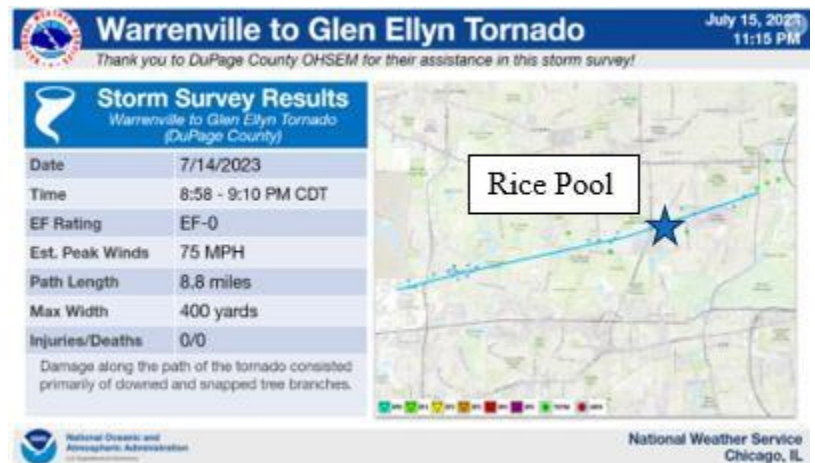 Warrenville to Glen Ellyn Tornado
July 15, 2023
11:15 PM
Thank you to DuPage County OHSEM for their assistance in this storm survey!
Storm Survey Results
Warrenville to Glen Ellyn Tornado
(DuPage County)
Date 7/14/2023
Time 8:58 - 9:10 PM CDT
EF Rating EF-0
Est. Peak Winds 75 MPH
Path Length 8.8 miles
Max Width 400 yards
Injuries/Deaths 0/0
Damage along the path of the tornado consisted
primarily of downed and snapped tree branches.
Rice Pool
National Oceanic and
Atmospheric Administration
National Weather Service
Chicago, IL